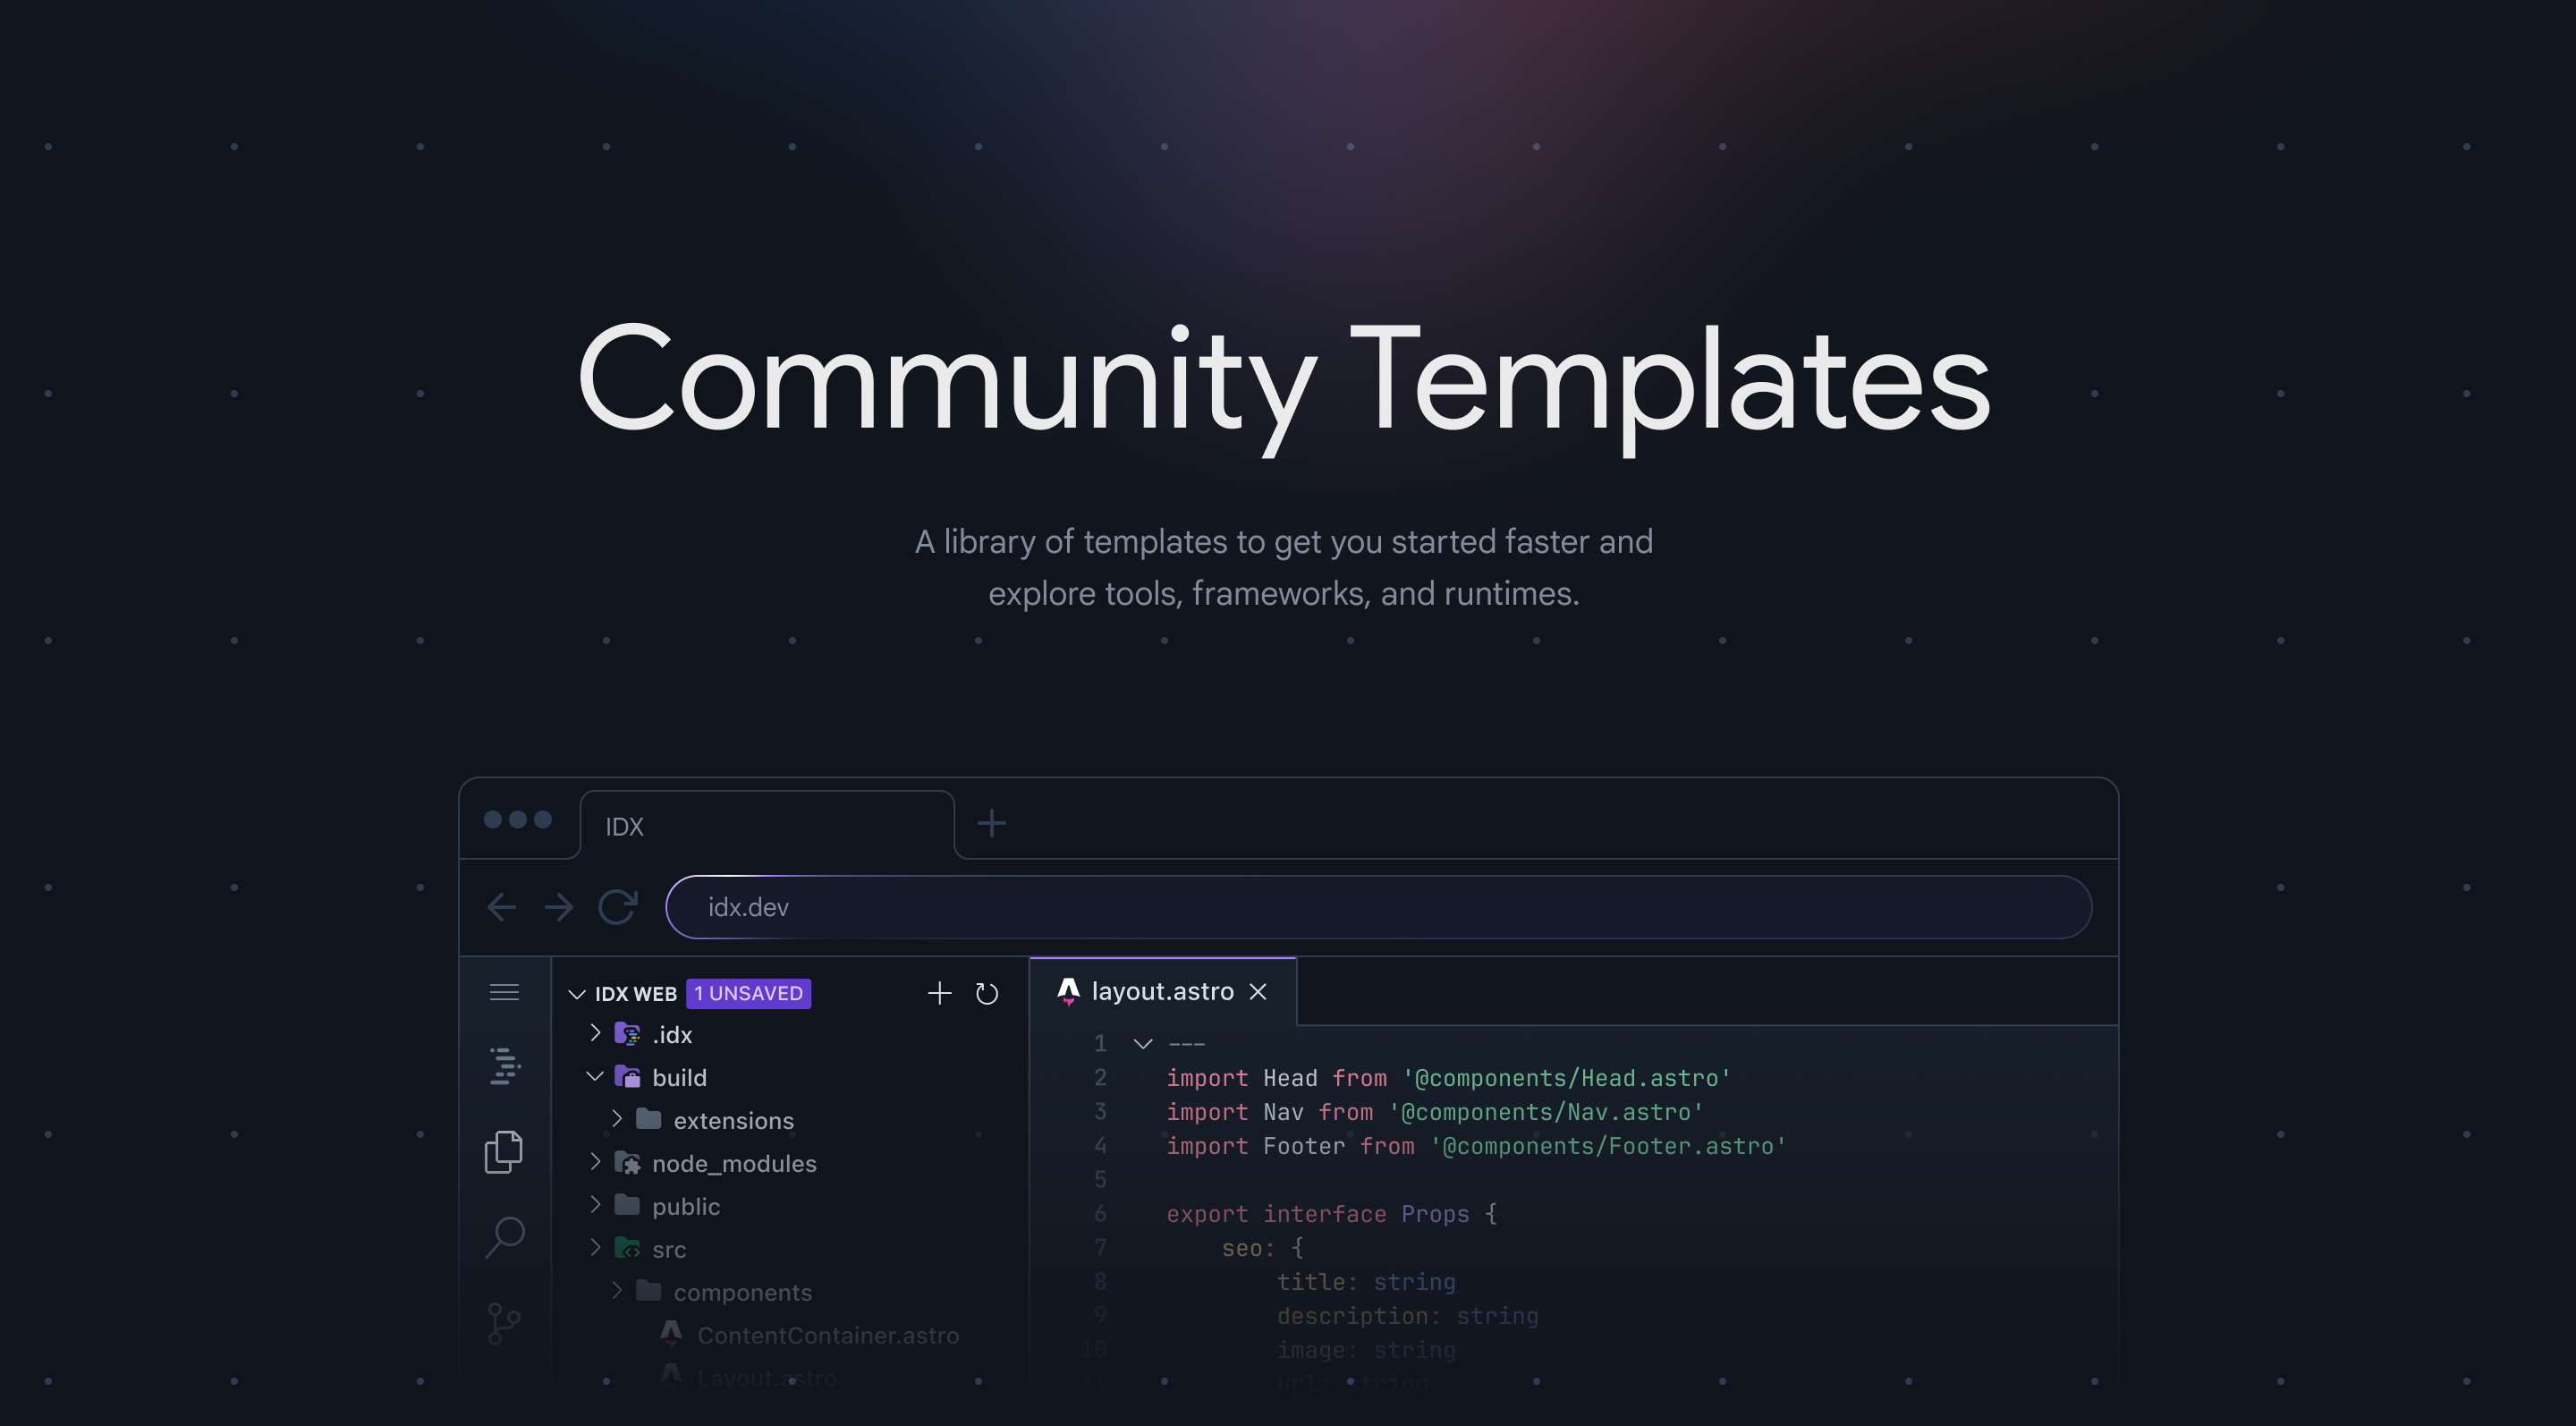 Community Templates
A library of templates to get you started faster and
explore tools, frameworks, and runtimes.
IDX
idx.dev
IDX WEB 1 UNSAVED
.idx
build
extensions
node_modules
public
src
components
ContentContainer.astro
Layout.astro
layout.astro
1 ---
2 import Head from '@components/Head.astro'
3 import Nav from '@components/Nav.astro'
4 import Footer from '@components/Footer.astro'
5
6 export interface Props {
7 seo: {
8 title: string
9 description: string
10 image: string
11 url: string